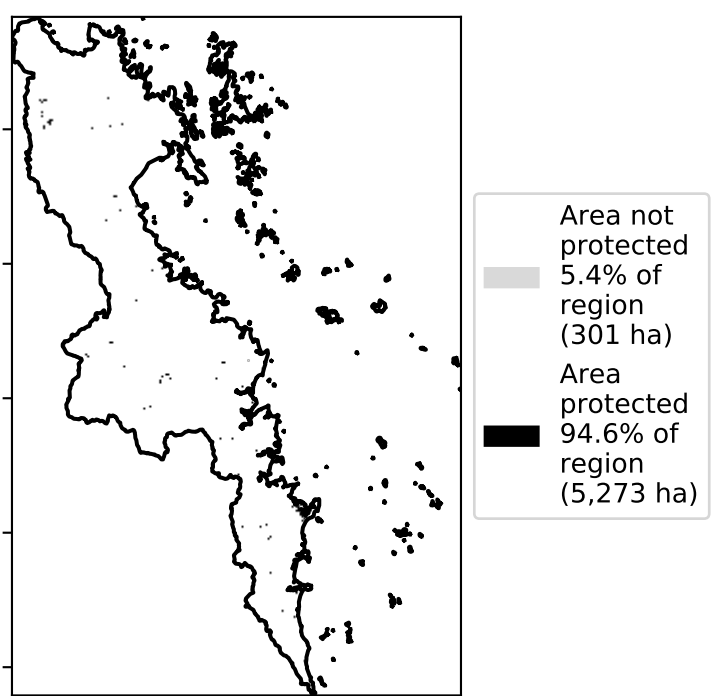 Area not
protected
5.4% of
region
(301 ha)
Area
protected
94.6% of
region
(5,273 ha)